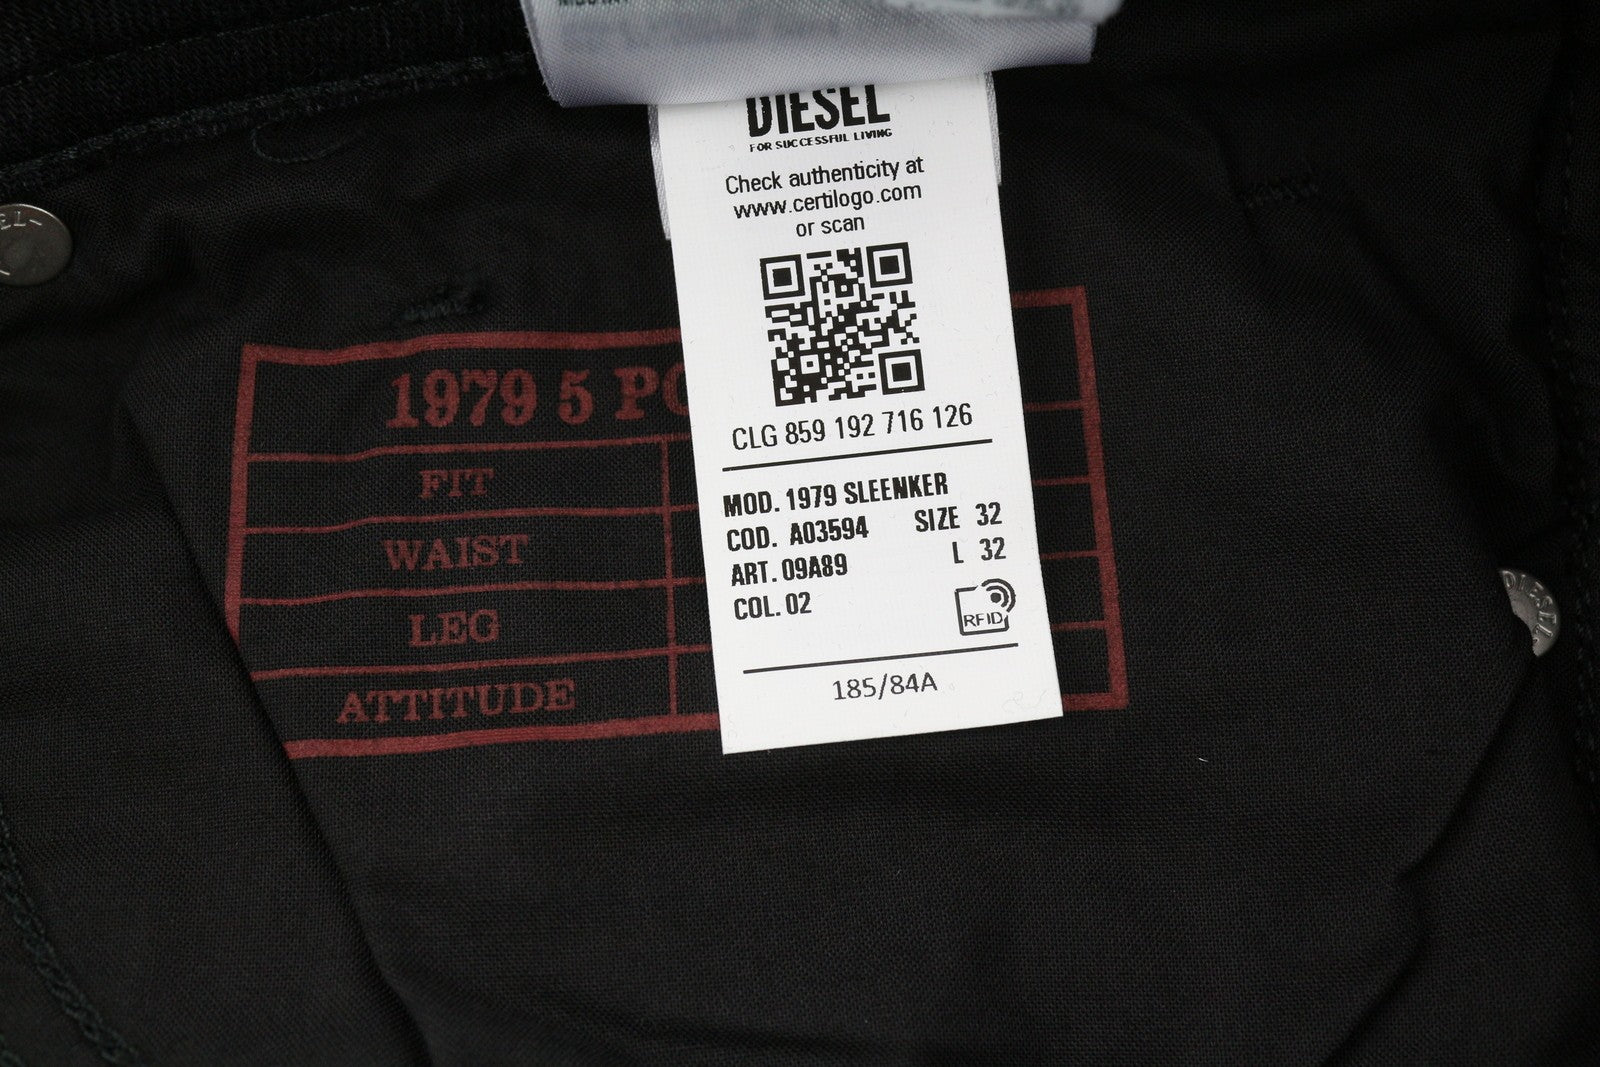 DIESEL
FOR SUCCESSFUL LIVING
Check authenticity at
www.certilogo.com
or scan
CLG 859 192 716 126
MOD. 1979 SLEENKER
COD. A03594 SIZE 32
ART. 09A89 L 32
COL. 02
RFID
185/84A
1979 5 PO
FIT
WAIST
LEG
ATTITUDE
DIESEL